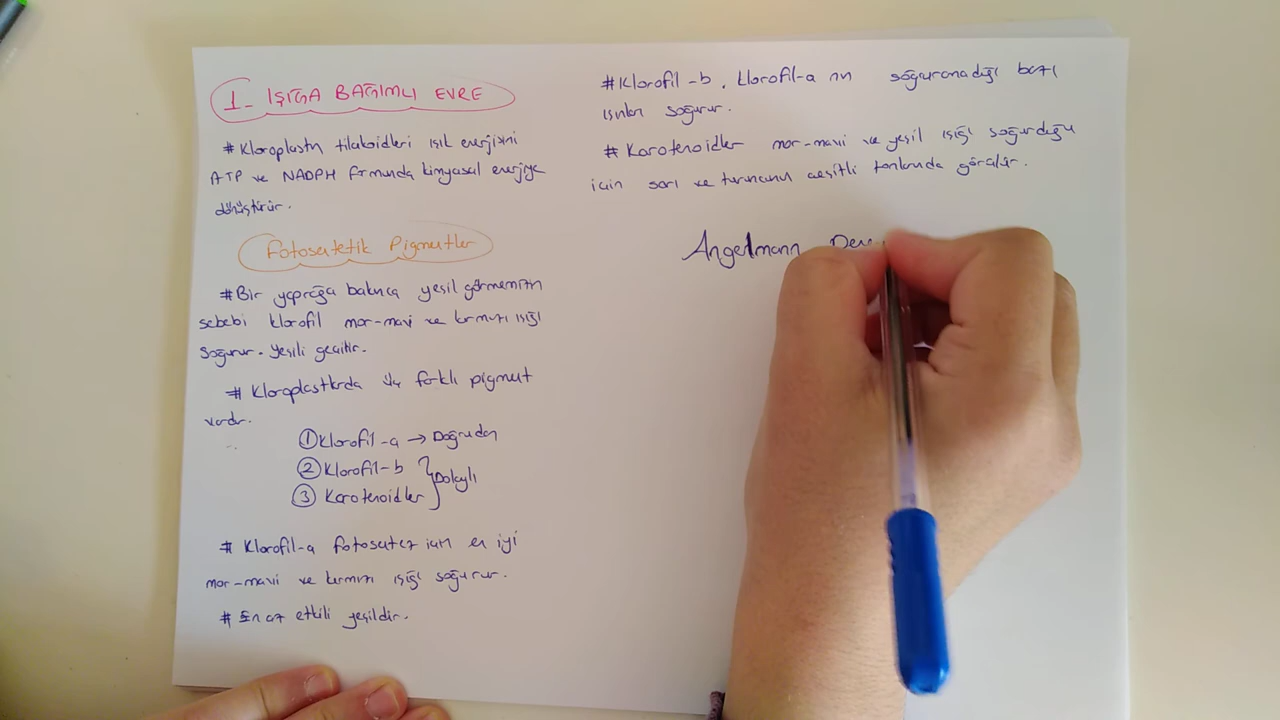 1- IŞIĞA BAĞIMLI EVRE
# Kloroplastın tilakoidleri ışık enerjisini
ATP ve NADPH formunda kimyasal enerjiye
dönüştürür.
Fotosentetik Pigmentler
# Bir yaprağa bakınca yeşil görmemizin
sebebi klorofil mor-mavi ve kırmızı ışığı
soğurur. Yeşili geçirir.
# Kloroplastlarda üç farklı pigment
vardır.
① Klorofil-a → Doğrudan
② Klorofil-b } Dolaylı
③ Karotenoidler
# Klorofil-a fotosentez için en iyi
mor-mavi ve kırmızı ışığı soğurur.
# En az etkili yeşildir.
# Klorofil-b, klorofil-a nın soğuramadığı bazı
ışınları soğurur.
# Karotenoidler mor-mavi ve yeşil ışığı soğurduğu
için sarı ve turuncunun çeşitli tonlarında görülür.
Angelmann